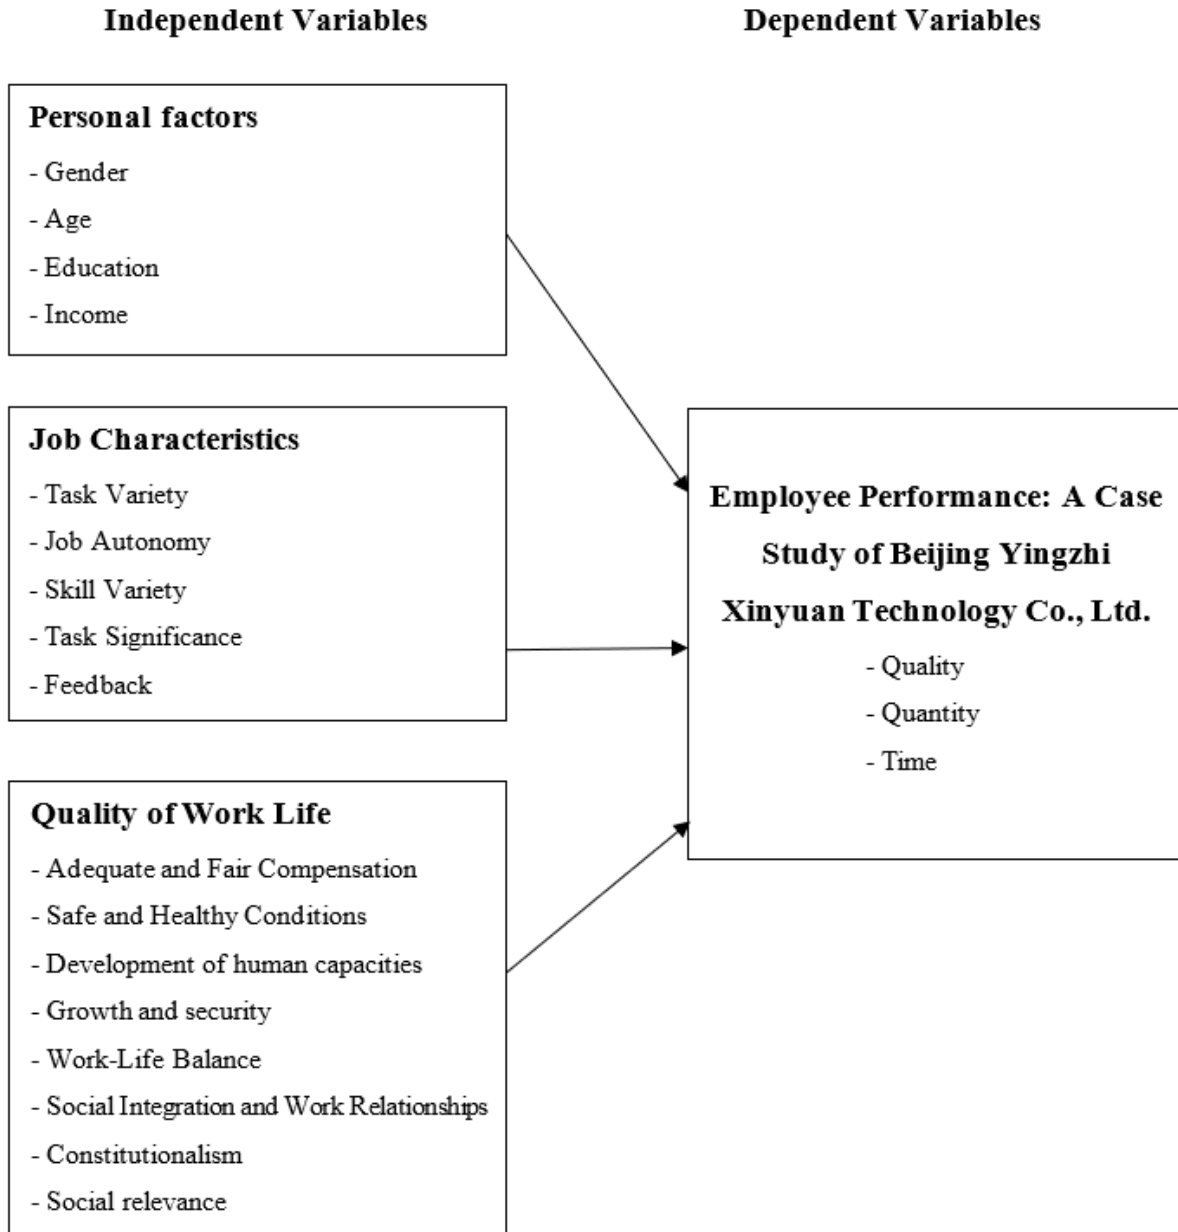 Independent Variables
Dependent Variables
Personal factors
- Gender
- Age
- Education
- Income
Job Characteristics
- Task Variety
- Job Autonomy
- Skill Variety
- Task Significance
- Feedback
Quality of Work Life
- Adequate and Fair Compensation
- Safe and Healthy Conditions
- Development of human capacities
- Growth and security
- Work-Life Balance
- Social Integration and Work Relationships
- Constitutionalism
- Social relevance
Employee Performance: A Case
Study of Beijing Yingzhi
Xinyuan Technology Co., Ltd.
- Quality
- Quantity
- Time